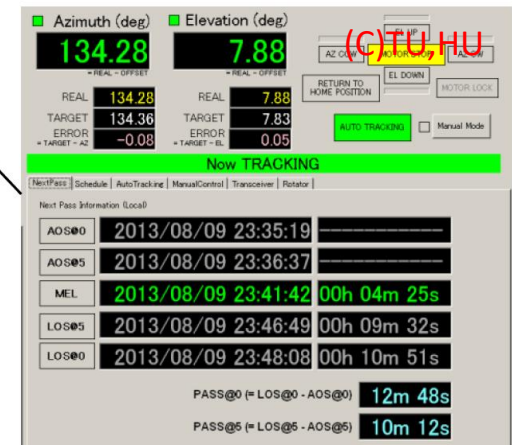 Azimuth (deg) Elevation (deg)
134.28 7.88
= REAL - OFFSET = REAL - OFFSET
EL UP
(C)TU,HU
AZ CCW MOTOR STOP AZ CW
RETURN TO HOME POSITION EL DOWN MOTOR LOCK
REAL 134.28 REAL 7.88
TARGET 134.36 TARGET 7.83
ERROR -0.08 ERROR 0.05
= TARGET - AZ = TARGET - EL
AUTO TRACKING Manual Mode
Now TRACKING
NextPass Schedule AutoTracking ManualControl Transceiver Rotator
Next Pass Information (Local)
AOS@0 2013/08/09 23:35:19 -----------
AOS@5 2013/08/09 23:36:37 -----------
MEL 2013/08/09 23:41:42 00h 04m 25s
LOS@5 2013/08/09 23:46:49 00h 09m 32s
LOS@0 2013/08/09 23:48:08 00h 10m 51s
PASS@0 (= LOS@0 - AOS@0) 12m 48s
PASS@5 (= LOS@5 - AOS@5) 10m 12s